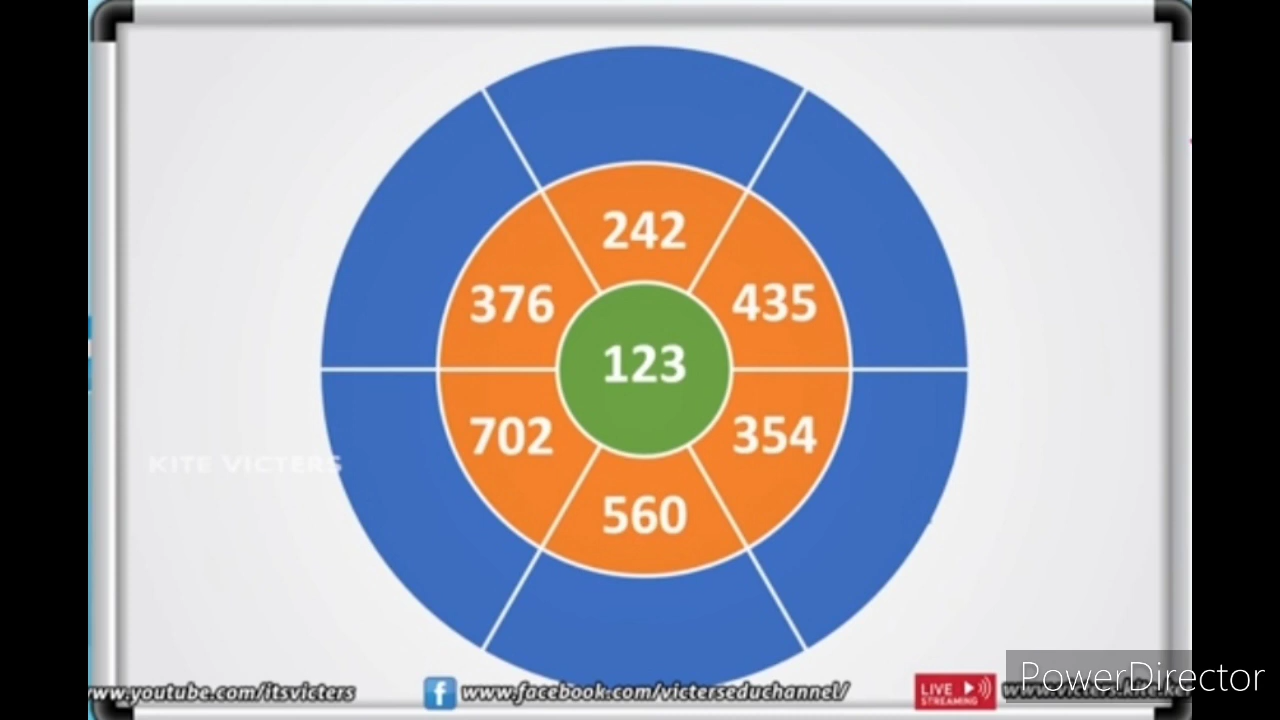 242
376
435
123
702
354
560
KITE VICTERS
www.youtube.com/itsvicters
www.facebook.com/victerseduchannel/
LIVE
STREAMING
PowerDirector